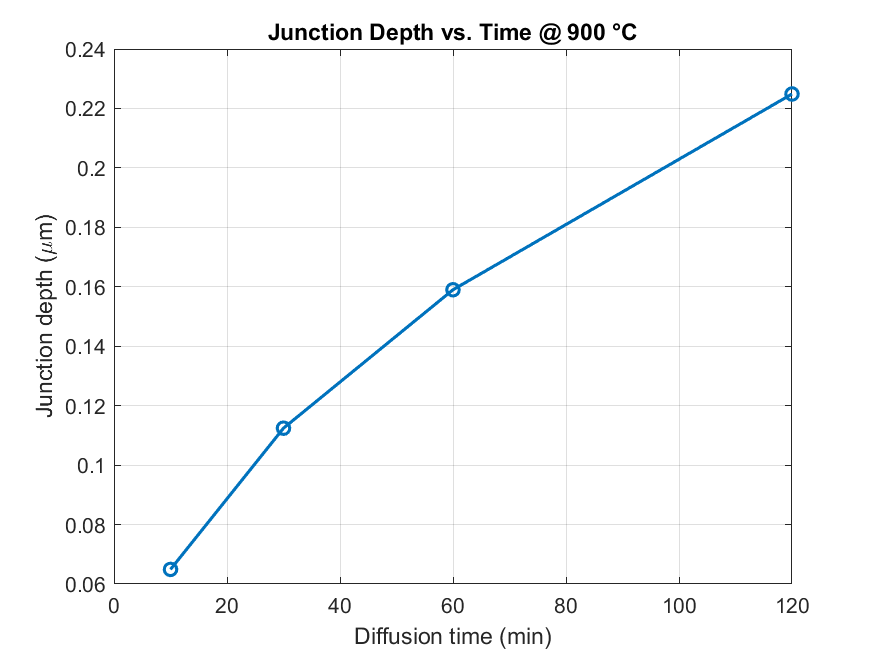 Junction Depth vs. Time @ 900 °C
0.24
0.22
0.2
0.18
0.16
0.14
0.12
0.1
0.08
0.06
Junction depth (μm)
0 20 40 60 80 100 120
Diffusion time (min)